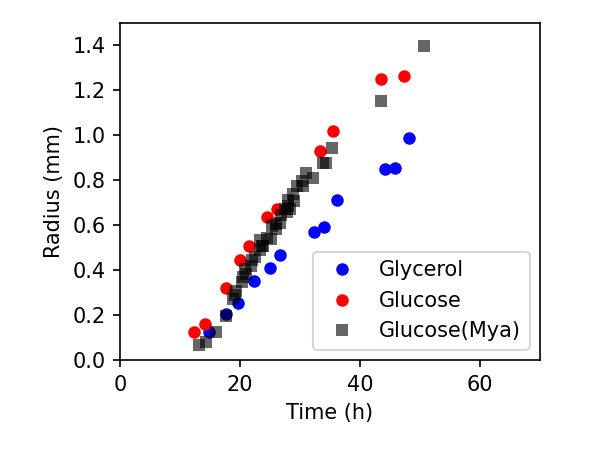 1.4
1.2
1.0
0.8
0.6
0.4
0.2
0.0
Radius (mm)
0 20 40 60
Time (h)
Glycerol
Glucose
Glucose(Mya)